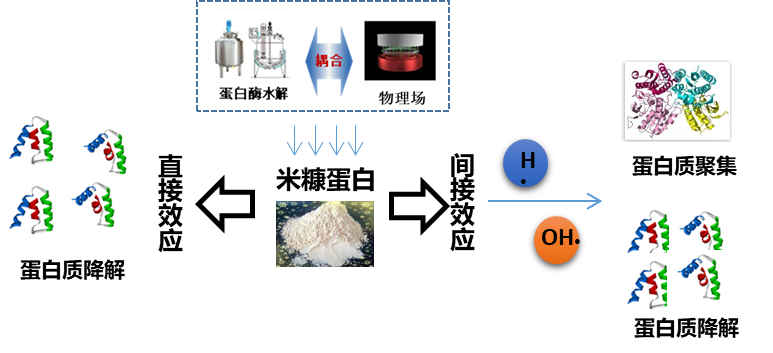 耦合
蛋白酶水解
物理场
米糠蛋白
直接效应
间接效应
蛋白质降解
H·
OH·
蛋白质聚集
蛋白质降解